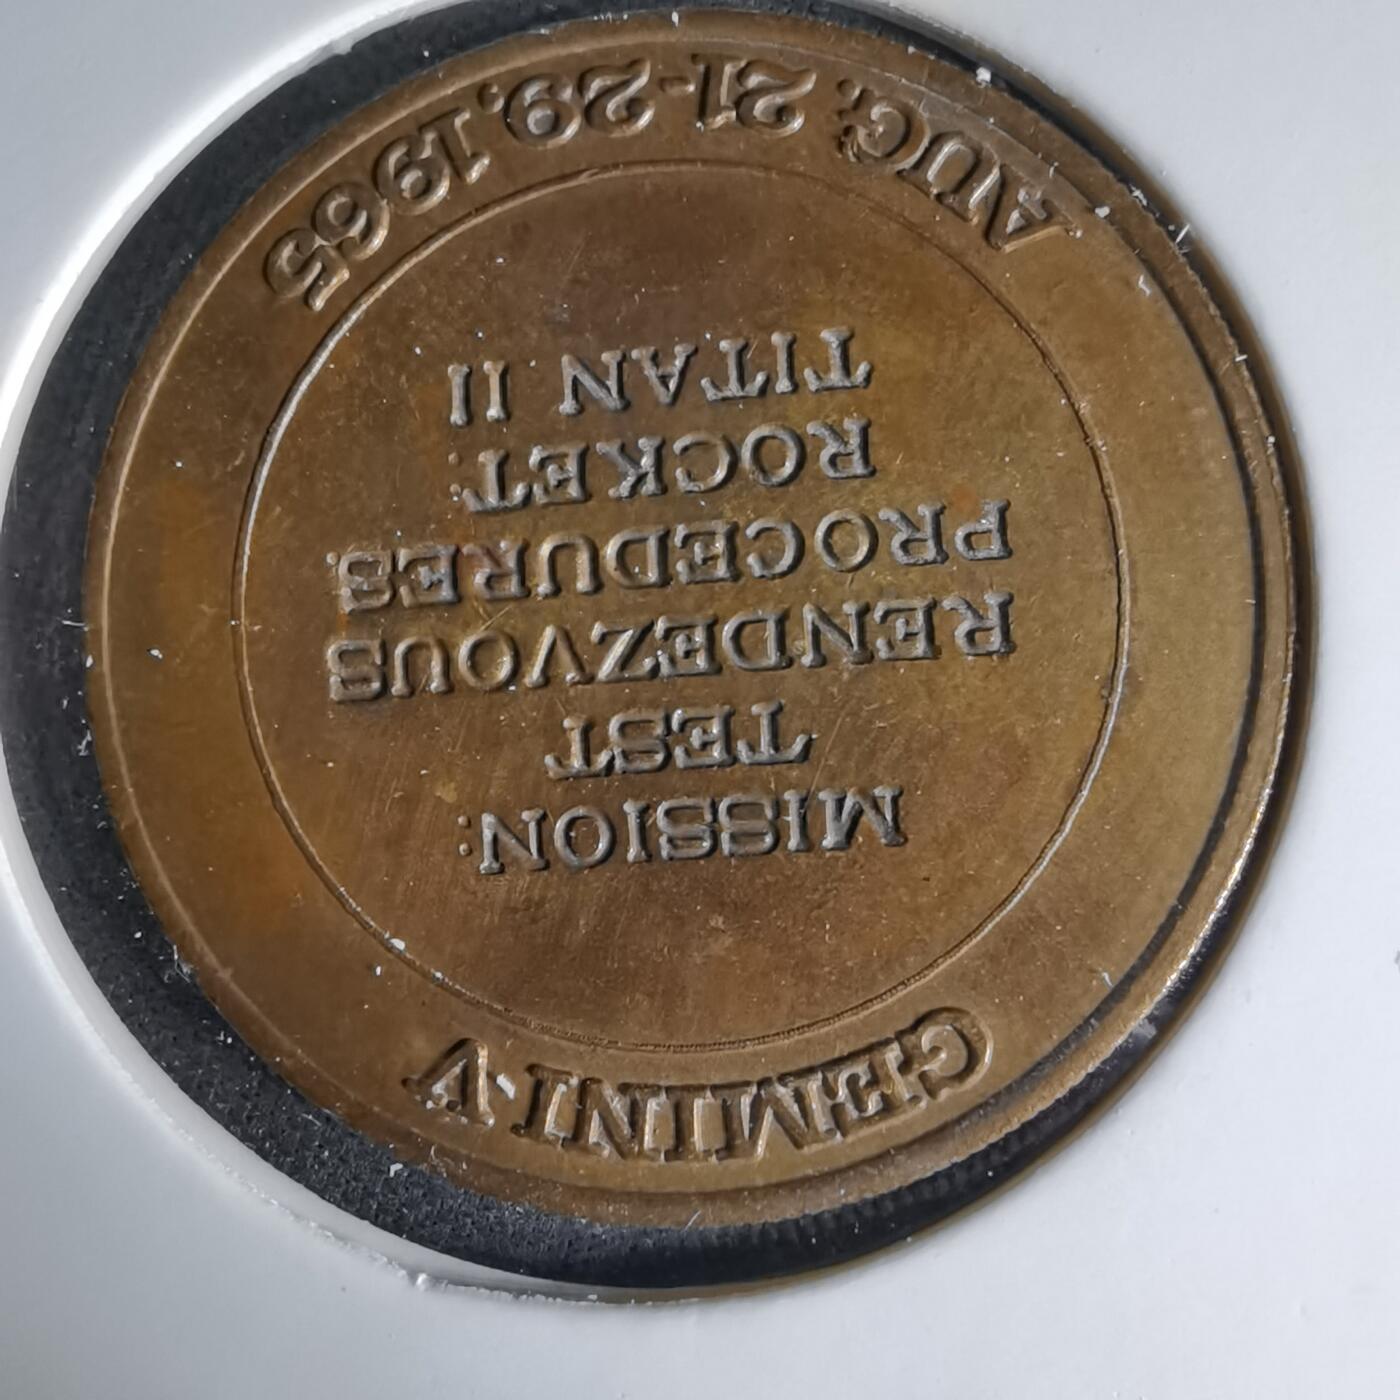 GEMINI V
MISSION:
TEST
RENDEZVOUS
PROCEDURES.
ROCKET:
TITAN II
AUG. 21-29, 1965